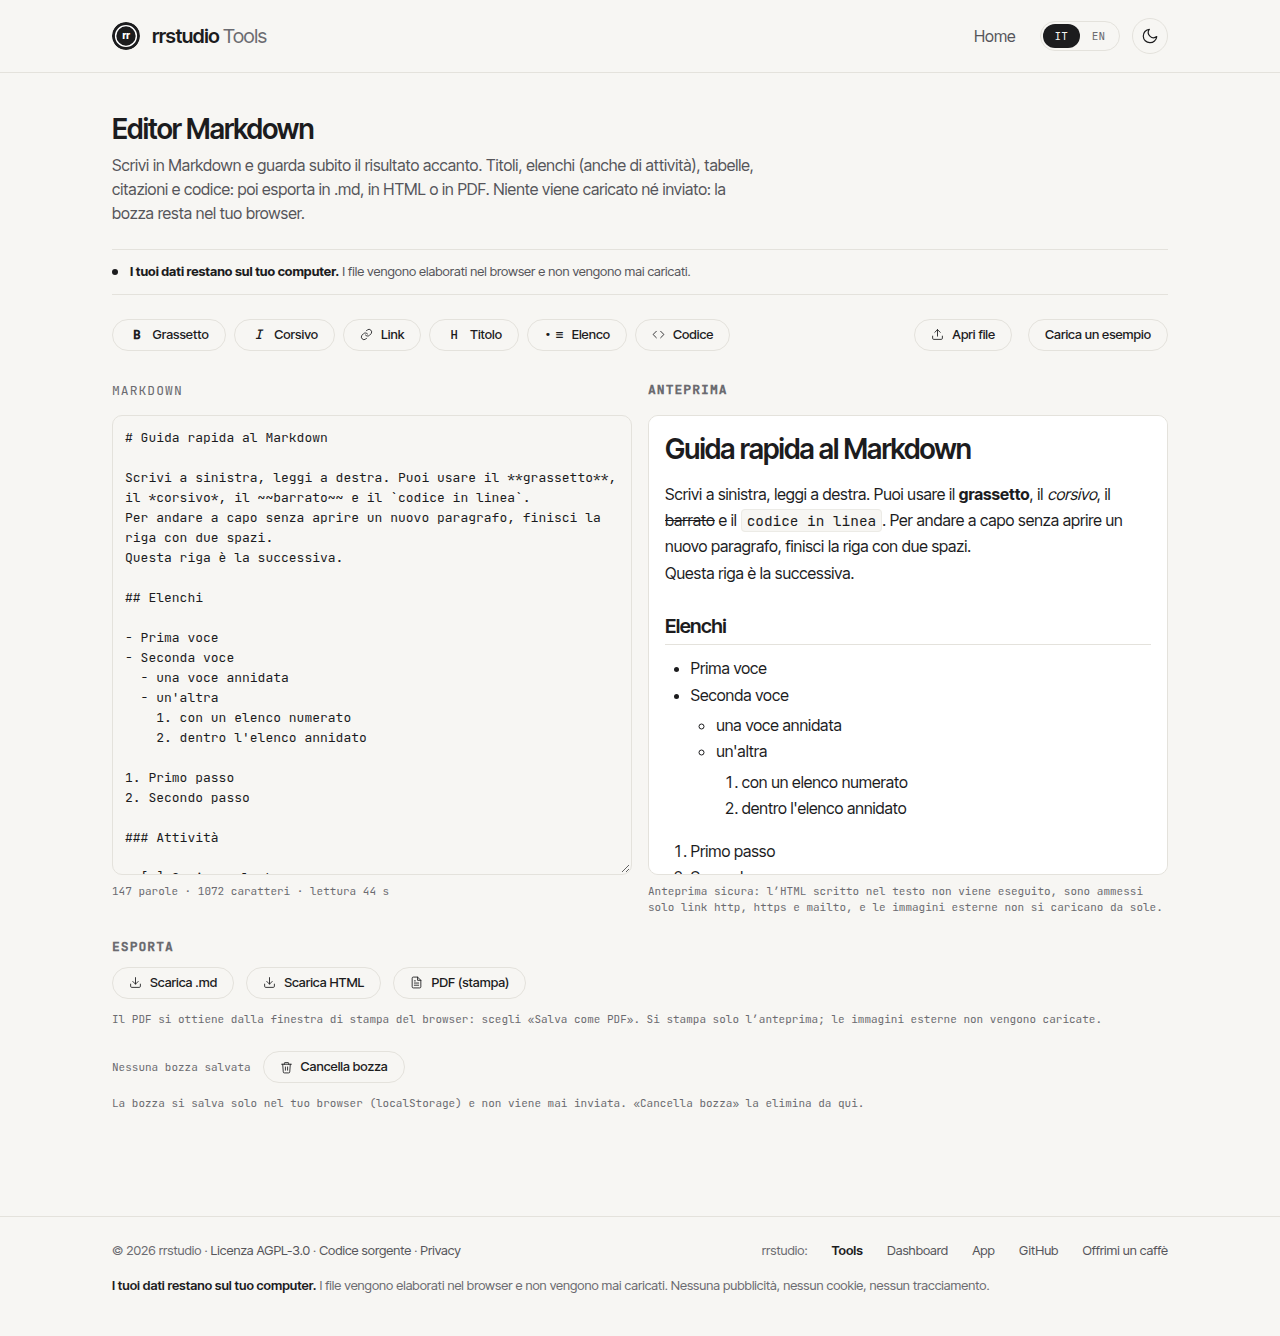 rr rrstudio Tools
Home IT EN
Editor Markdown
Scrivi in Markdown e guarda subito il risultato accanto. Titoli, elenchi (anche di attività), tabelle,
citazioni e codice: poi esporta in .md, in HTML o in PDF. Niente viene caricato né inviato: la
bozza resta nel tuo browser.
I tuoi dati restano sul tuo computer. I file vengono elaborati nel browser e non vengono mai caricati.
B Grassetto I Corsivo Link H Titolo • ≡ Elenco Codice Apri file Carica un esempio
MARKDOWN
# Guida rapida al Markdown
Scrivi a sinistra, leggi a destra. Puoi usare il **grassetto**,
il *corsivo*, il ~~barrato~~ e il `codice in linea`.
Per andare a capo senza aprire un nuovo paragrafo, finisci la
riga con due spazi.
Questa riga è la successiva.
## Elenchi
- Prima voce
- Seconda voce
- una voce annidata
- un'altra
1. con un elenco numerato
2. dentro l'elenco annidato
1. Primo passo
2. Secondo passo
### Attività
147 parole · 1072 caratteri · lettura 44 s
ANTEPRIMA
Guida rapida al Markdown
Scrivi a sinistra, leggi a destra. Puoi usare il grassetto, il corsivo, il
barrato e il codice in linea. Per andare a capo senza aprire un
nuovo paragrafo, finisci la riga con due spazi.
Questa riga è la successiva.
Elenchi
• Prima voce
• Seconda voce
◦ una voce annidata
◦ un'altra
1. con un elenco numerato
2. dentro l'elenco annidato
1. Primo passo
Anteprima sicura: l’HTML scritto nel testo non viene eseguito, sono ammessi
solo link http, https e mailto, e le immagini esterne non si caricano da sole.
ESPORTA
Scarica .md Scarica HTML PDF (stampa)
Il PDF si ottiene dalla finestra di stampa del browser: scegli «Salva come PDF». Si stampa solo l’anteprima; le immagini esterne non vengono caricate.
Nessuna bozza salvata Cancella bozza
La bozza si salva solo nel tuo browser (localStorage) e non viene mai inviata. «Cancella bozza» la elimina da qui.
© 2026 rrstudio · Licenza AGPL-3.0 · Codice sorgente · Privacy
rrstudio: Tools Dashboard App GitHub Offrimi un caffè
I tuoi dati restano sul tuo computer. I file vengono elaborati nel browser e non vengono mai caricati. Nessuna pubblicità, nessun cookie, nessun tracciamento.